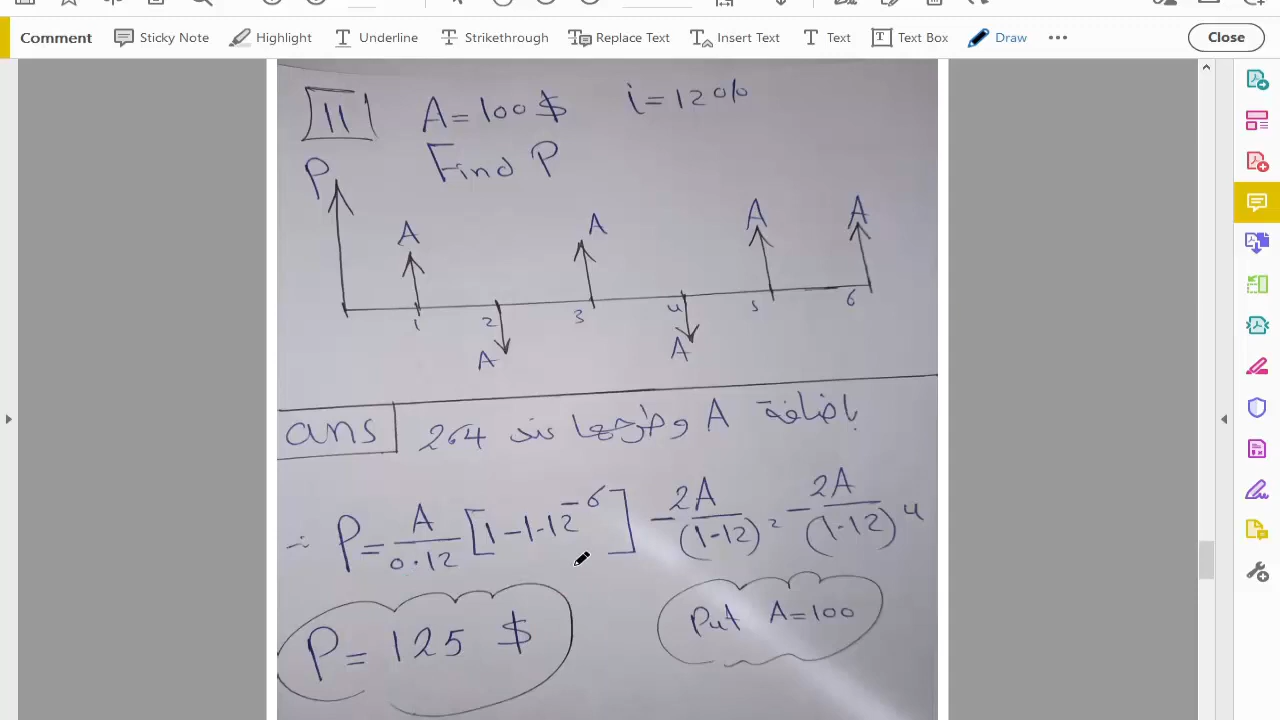 Comment Sticky Note Highlight Underline Strikethrough Replace Text Insert Text Text Text Box Draw Close
11 A = 100 $ i = 12 %
Find P
P
A A A A
1 2 3 4 5 6
A A
ans باضافة A وطرحها عند 2،4
∴ P = A/0.12 [1 - 1.12^-6] - 2A/(1.12)^2 - 2A/(1.12)^4
P = 125 $
Put A = 100